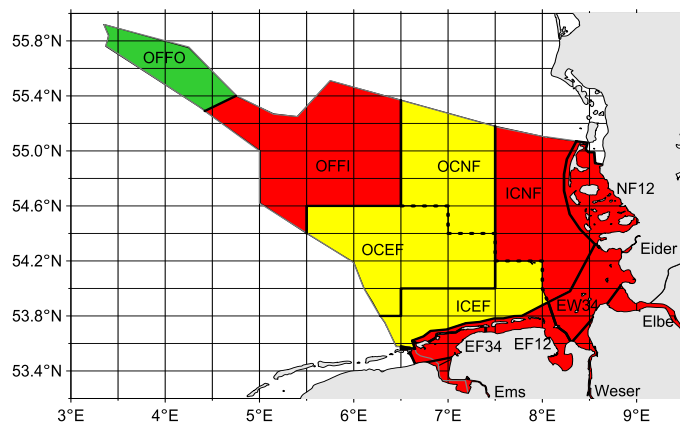 55.8°N
OFFO
55.4°N
55.0°N
OFFI
OCNF
ICNF
NF12
54.6°N
OCEF
Eider
54.2°N
ICEF
EW34
53.8°N
Elbe
EF34
EF12
53.4°N
Ems
Weser
3°E
4°E
5°E
6°E
7°E
8°E
9°E